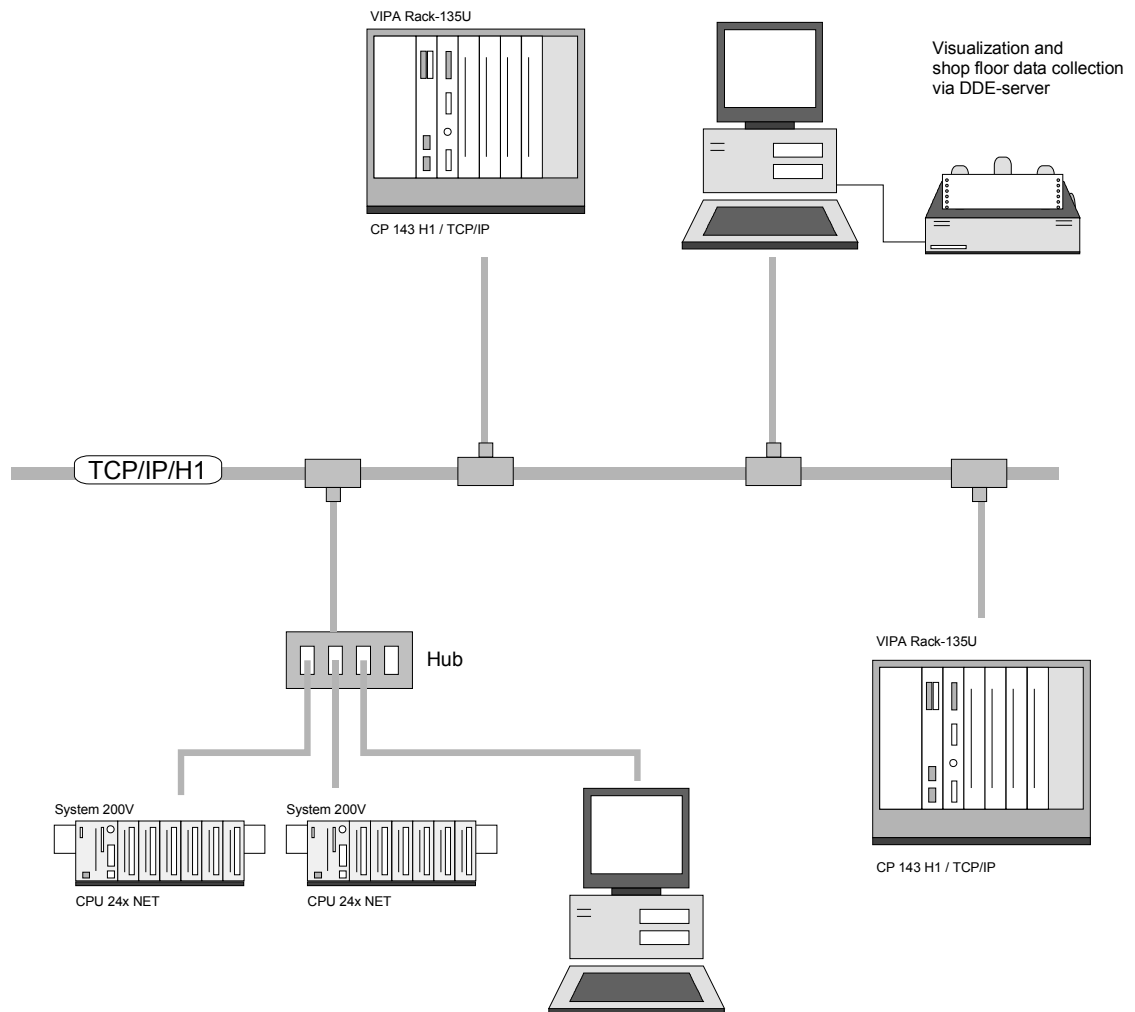 VIPA Rack-135U
CP 143 H1 / TCP/IP
Visualization and
shop floor data collection
via DDE-server
TCP/IP/H1
Hub
VIPA Rack-135U
CP 143 H1 / TCP/IP
System 200V
CPU 24x NET
System 200V
CPU 24x NET